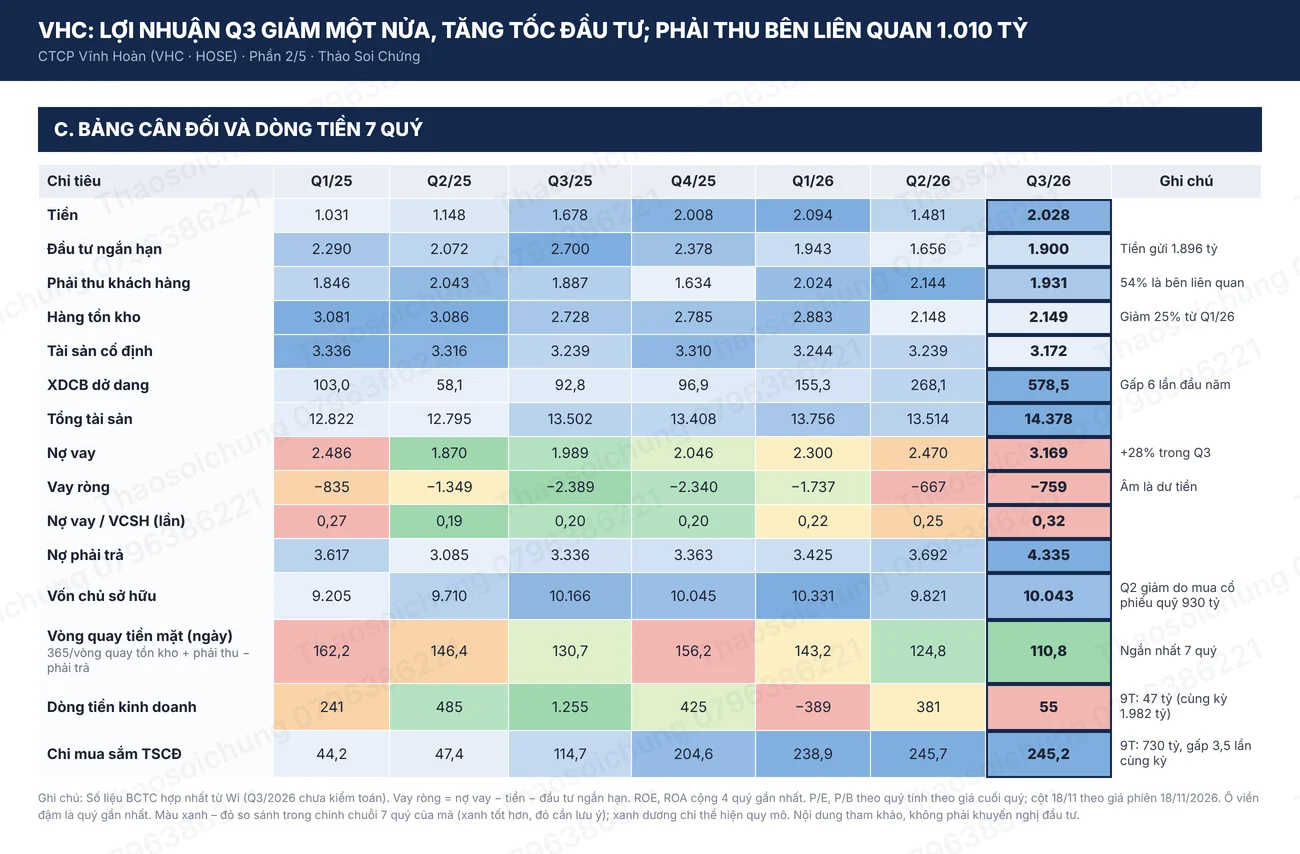 VHC: LỢI NHUẬN Q3 GIẢM MỘT NỬA, TĂNG TỐC ĐẦU TƯ; PHẢI THU BÊN LIÊN QUAN 1.010 TỶ
CTCP Vĩnh Hoàn (VHC · HOSE) · Phần 2/5 · Thảo Soi Chứng
C. BẢNG CÂN ĐỐI VÀ DÒNG TIỀN 7 QUÝ
Chỉ tiêu Q1/25 Q2/25 Q3/25 Q4/25 Q1/26 Q2/26 Q3/26 Ghi chú
Tiền 1.031 1.148 1.678 2.008 2.094 1.481 2.028
Đầu tư ngắn hạn 2.290 2.072 2.700 2.378 1.943 1.656 1.900 Tiền gửi 1.896 tỷ
Phải thu khách hàng 1.846 2.043 1.887 1.634 2.024 2.144 1.931 54% là bên liên quan
Hàng tồn kho 3.081 3.086 2.728 2.785 2.883 2.148 2.149 Giảm 25% từ Q1/26
Tài sản cố định 3.336 3.316 3.239 3.310 3.244 3.239 3.172
XDCB dở dang 103,0 58,1 92,8 96,9 155,3 268,1 578,5 Gấp 6 lần đầu năm
Tổng tài sản 12.822 12.795 13.502 13.408 13.756 13.514 14.378
Nợ vay 2.486 1.870 1.989 2.046 2.300 2.470 3.169 +28% trong Q3
Vay ròng −835 −1.349 −2.389 −2.340 −1.737 −667 −759 Âm là dư tiền
Nợ vay / VCSH (lần) 0,27 0,19 0,20 0,20 0,22 0,25 0,32
Nợ phải trả 3.617 3.085 3.336 3.363 3.425 3.692 4.335
Vốn chủ sở hữu 9.205 9.710 10.166 10.045 10.331 9.821 10.043 Q2 giảm do mua cổ
phiếu quỹ 930 tỷ
Vòng quay tiền mặt (ngày)
365/vòng quay tồn kho + phải thu −
phải trả
162,2 146,4 130,7 156,2 143,2 124,8 110,8 Ngắn nhất 7 quý
Dòng tiền kinh doanh 241 485 1.255 425 −389 381 55 9T: 47 tỷ (cùng kỳ
1.982 tỷ)
Chi mua sắm TSCĐ 44,2 47,4 114,7 204,6 238,9 245,7 245,2 9T: 730 tỷ, gấp 3,5 lần
cùng kỳ
Ghi chú: Số liệu BCTC hợp nhất từ Wi (Q3/2026 chưa kiểm toán). Vay ròng = nợ vay − tiền − đầu tư ngắn hạn. ROE, ROA cộng 4 quý gần nhất. P/E, P/B theo quý tính theo giá cuối quý; cột 18/11 theo giá phiên 18/11/2026. Ô viền
đậm là quý gần nhất. Màu xanh – đỏ so sánh trong chính chuỗi 7 quý của mã (xanh tốt hơn, đỏ cần lưu ý); xanh dương chỉ thể hiện quy mô. Nội dung tham khảo, không phải khuyến nghị đầu tư.
Thaosoichung 0796386221